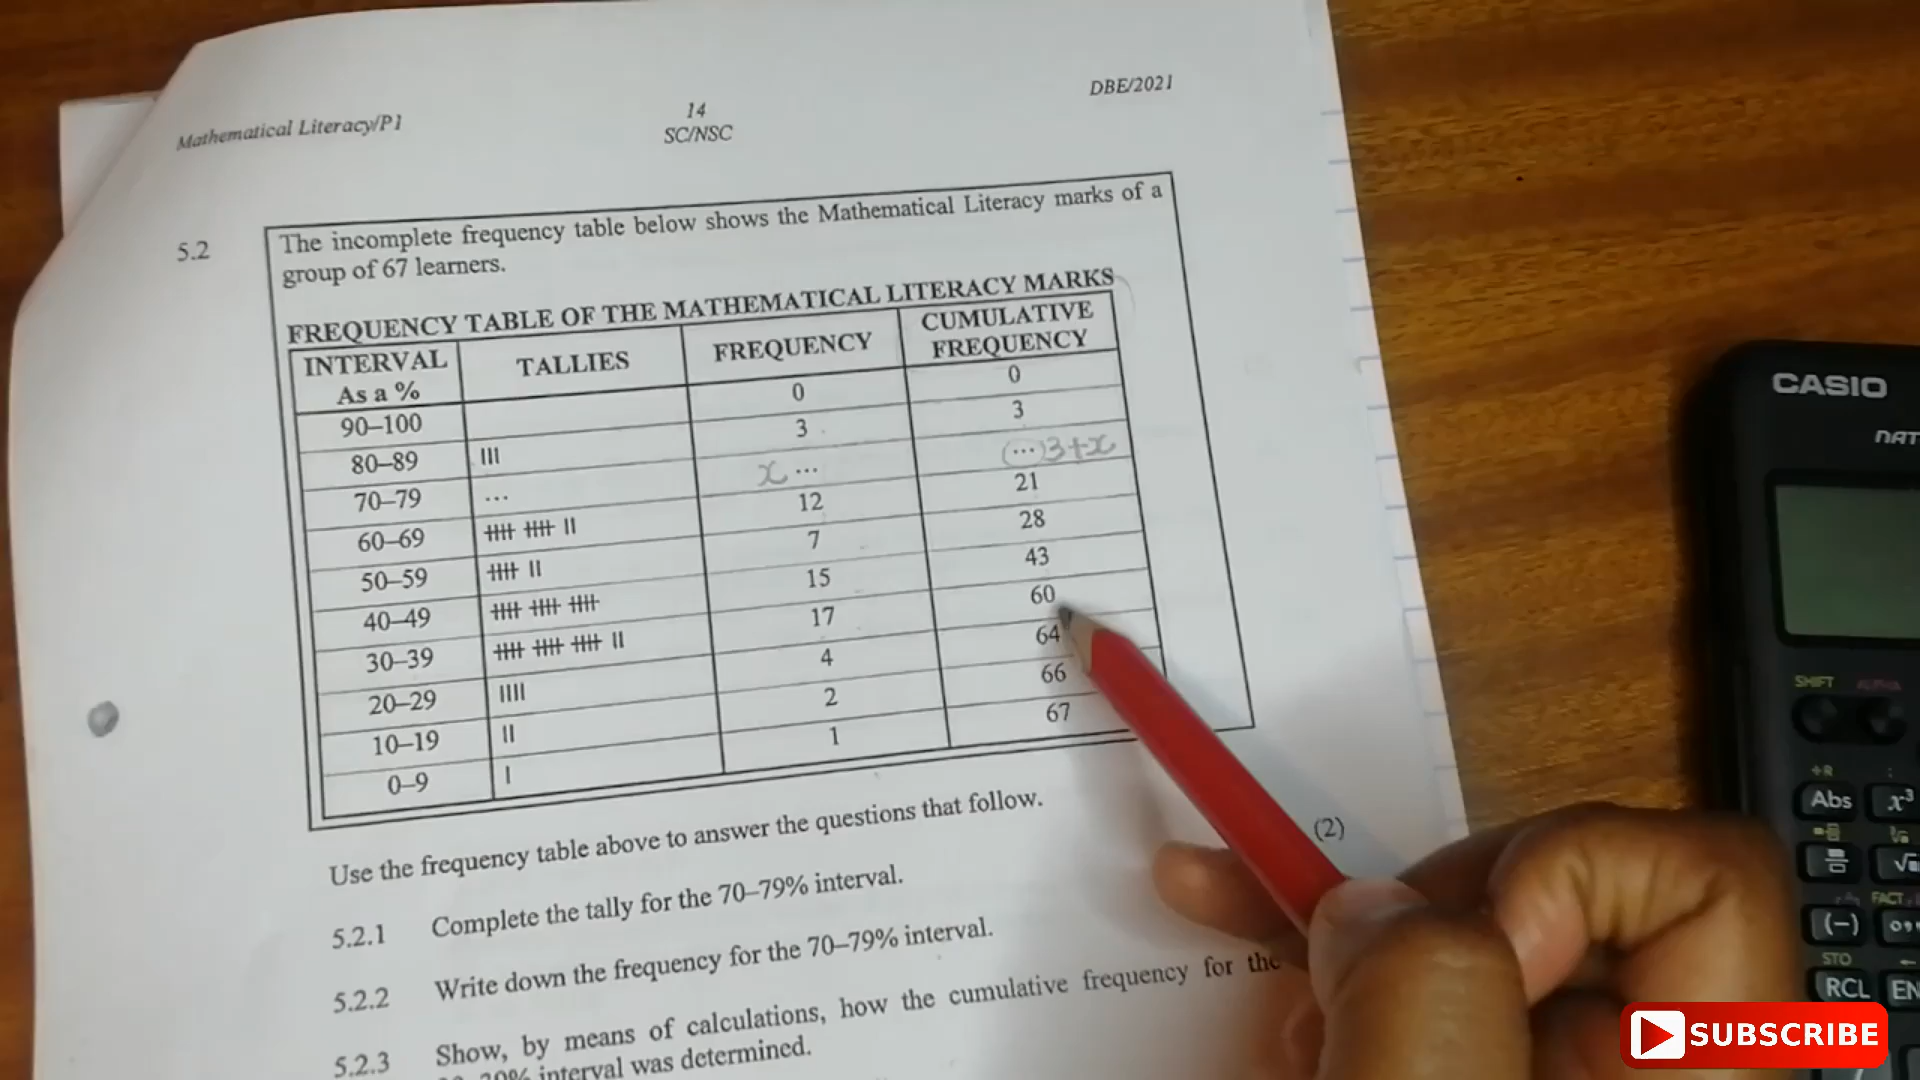 Mathematical Literacy/P1
14
SC/NSC
DBE/2021
5.2
The incomplete frequency table below shows the Mathematical Literacy marks of a
group of 67 learners.
FREQUENCY TABLE OF THE MATHEMATICAL LITERACY MARKS
INTERVAL As a % TALLIES FREQUENCY CUMULATIVE FREQUENCY
90–100 0 0
80–89 III 3 3
70–79 ... x ... ... 3+x
60–69 12 21
50–59 7 28
40–49 15 43
30–39 17 60
20–29 IIII 4 64
10–19 II 2 66
0–9 I 1 67
Use the frequency table above to answer the questions that follow.
5.2.1 Complete the tally for the 70–79% interval. (2)
5.2.2 Write down the frequency for the 70–79% interval.
5.2.3 Show, by means of calculations, how the cumulative frequency for the
interval was determined.
CASIO
SHIFT ALPHA
Abs x³
FACT
(–)
STO
RCL
SUBSCRIBE